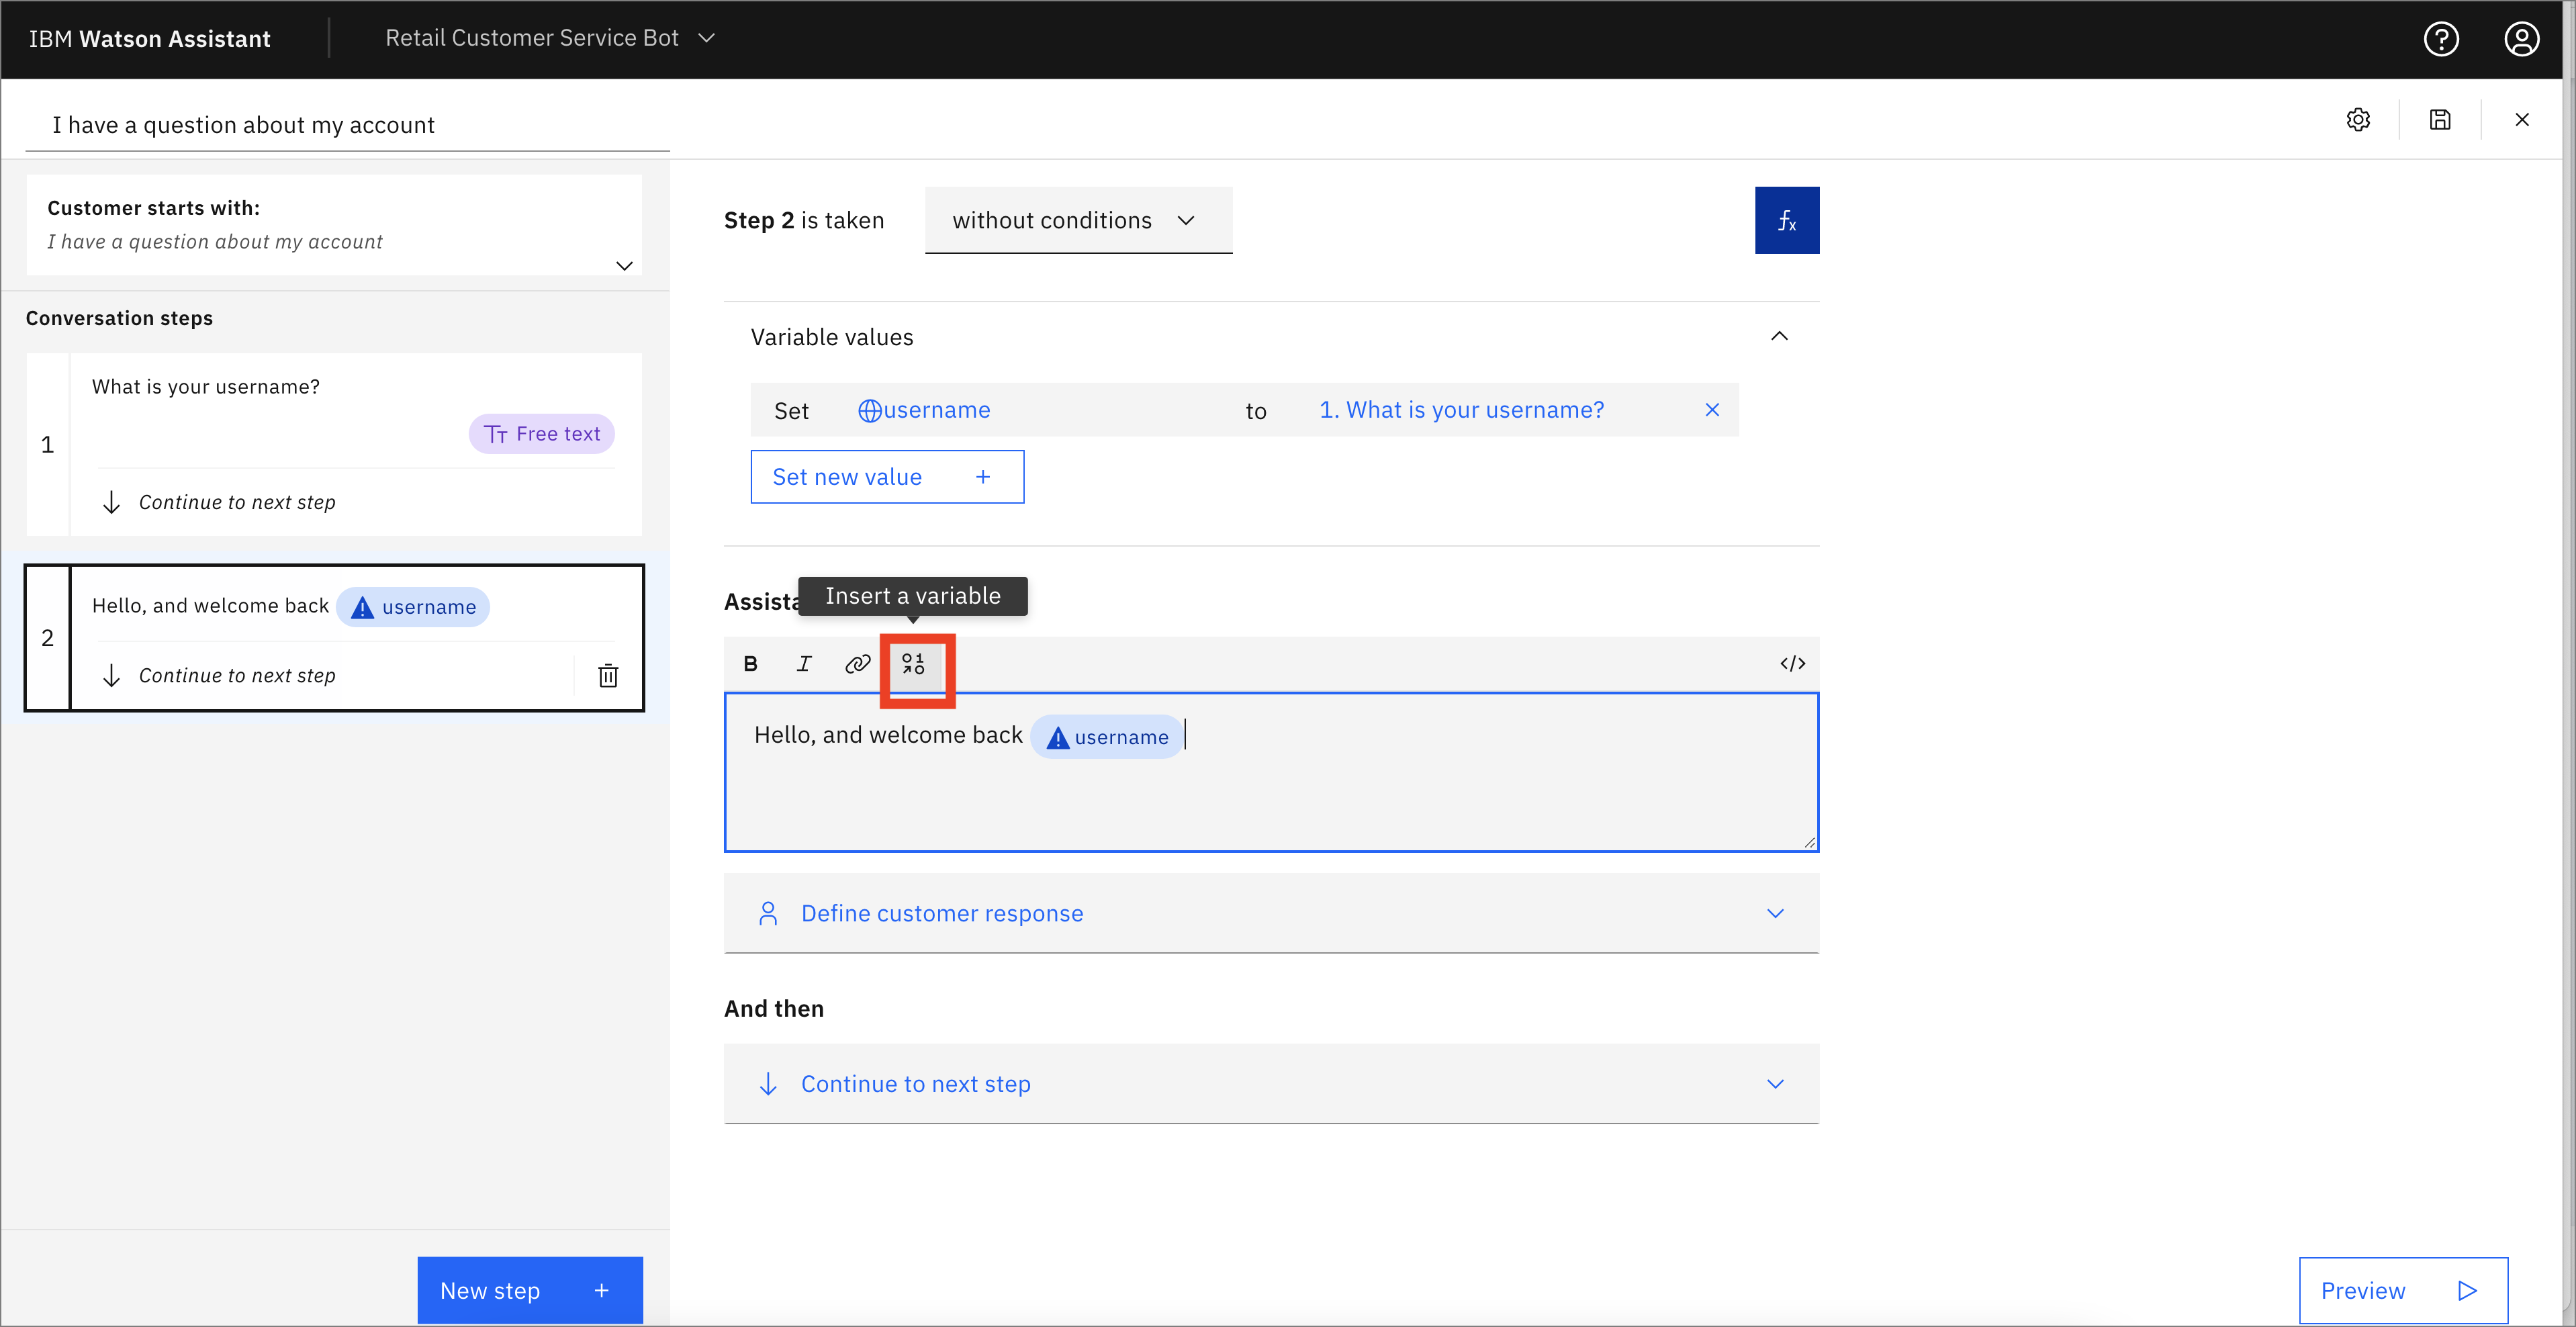 IBM Watson Assistant
Retail Customer Service Bot
I have a question about my account
Customer starts with:
I have a question about my account
Conversation steps
1
What is your username?
Free text
Continue to next step
2
Hello, and welcome back username
Continue to next step
New step +
Step 2 is taken without conditions
fx
Variable values
Set username to 1. What is your username?
Set new value +
Insert a variable
Assista
B I </>
Hello, and welcome back username
Define customer response
And then
Continue to next step
Preview